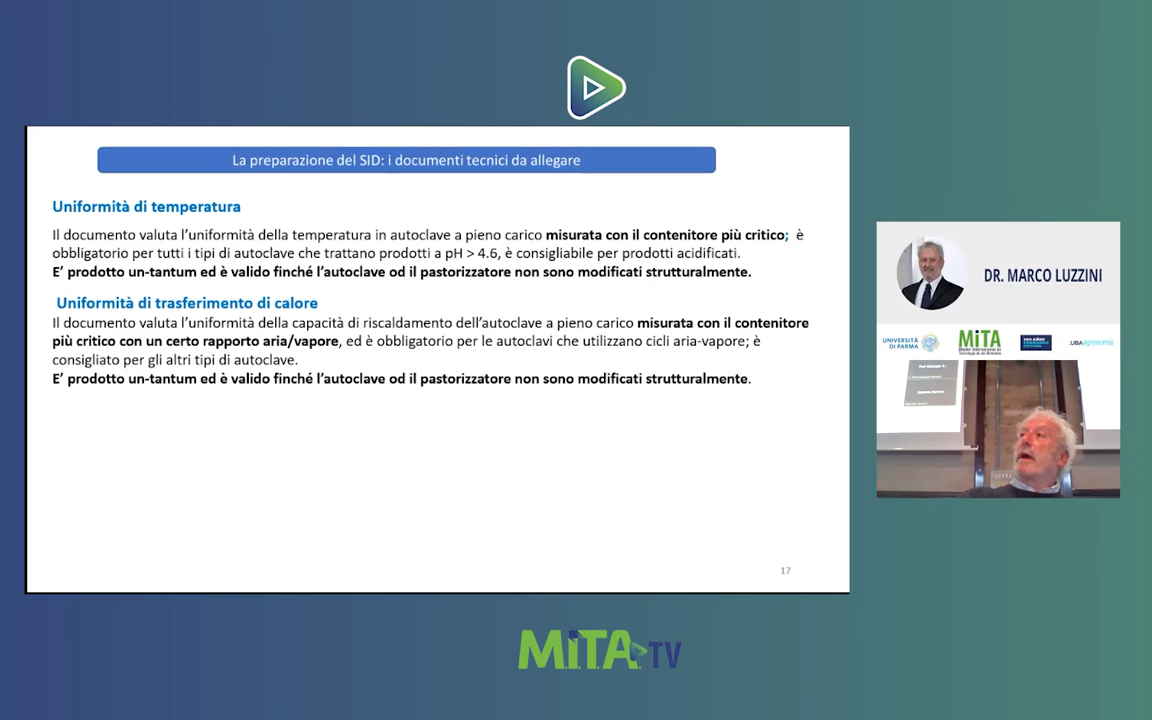 La preparazione del SID: i documenti tecnici da allegare
Uniformità di temperatura
Il documento valuta l'uniformità della temperatura in autoclave a pieno carico misurata con il contenitore più critico; è
obbligatorio per tutti i tipi di autoclave che trattano prodotti a pH > 4.6, è consigliabile per prodotti acidificati.
E' prodotto un-tantum ed è valido finché l'autoclave od il pastorizzatore non sono modificati strutturalmente.
Uniformità di trasferimento di calore
Il documento valuta l'uniformità della capacità di riscaldamento dell'autoclave a pieno carico misurata con il contenitore
più critico con un certo rapporto aria/vapore, ed è obbligatorio per le autoclavi che utilizzano cicli aria-vapore; è
consigliato per gli altri tipi di autoclave.
E' prodotto un-tantum ed è valido finché l'autoclave od il pastorizzatore non sono modificati strutturalmente.
17
DR. MARCO LUZZINI
UNIVERSITÀ
DI PARMA
MiTA
.UBAagronomia
M.i.T.A. TV